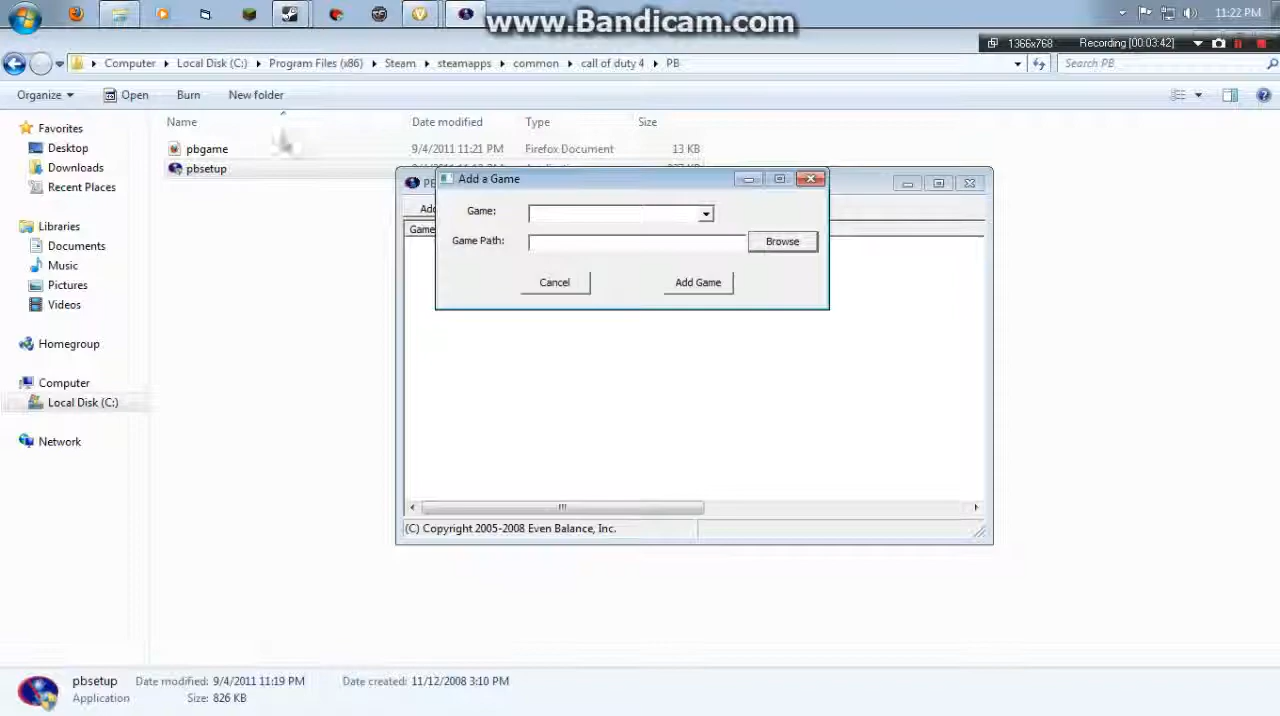 www.Bandicam.com
11:22 PM
1366x768 Recording [00:03:42]
Computer Local Disk (C:) Program Files (x86) Steam steamapps common call of duty 4 PB
Search PB
Organize Open Burn New folder
Name Date modified Type Size
Favorites
Desktop
Downloads
Recent Places
Libraries
Documents
Music
Pictures
Videos
Homegroup
Computer
Local Disk (C:)
Network
pbgame 9/4/2011 11:21 PM Firefox Document 13 KB
pbsetup
Add a Game
Game:
Game Path: Browse
Cancel Add Game
Game
(C) Copyright 2005-2008 Even Balance, Inc.
pbsetup Date modified: 9/4/2011 11:19 PM Date created: 11/12/2008 3:10 PM
Application Size: 826 KB